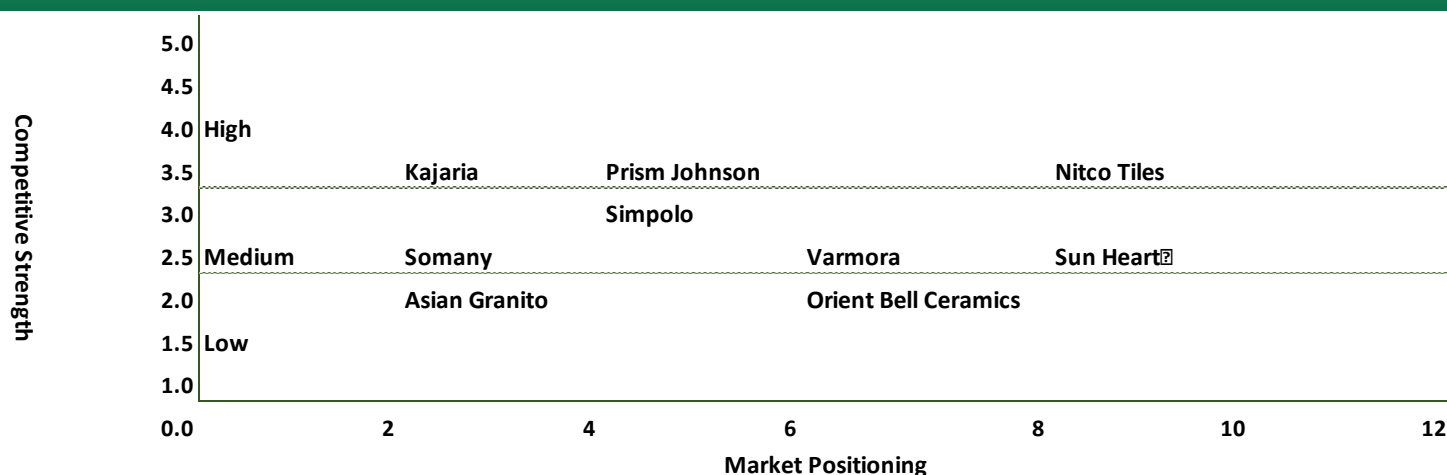 5.0
4.5
4.0 High
3.5 Kajaria Prism Johnson Nitco Tiles
3.0 Simpolo
2.5 Medium Somany Varmora Sun Heart
2.0 Asian Granito Orient Bell Ceramics
1.5 Low
1.0
0.0 2 4 6 8 10 12
Market Positioning
Competitive Strength